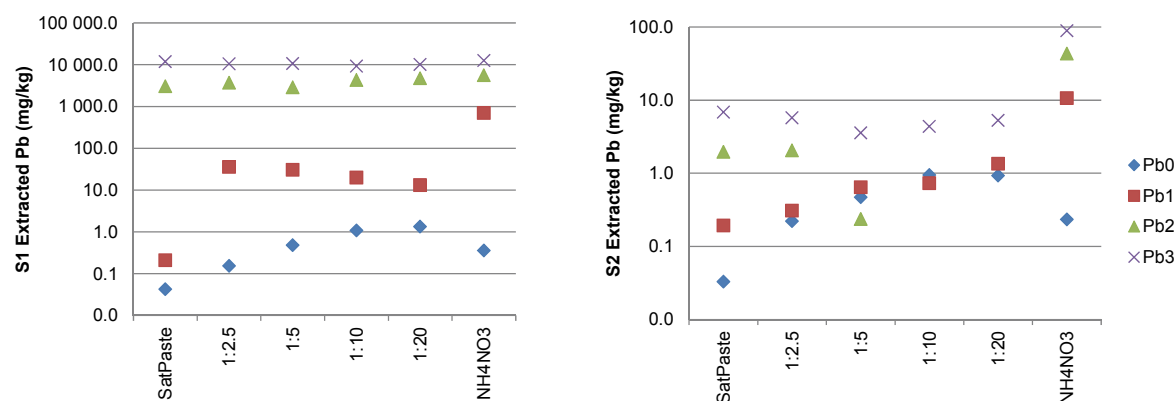 S1 Extracted Pb (mg/kg)
100 000.0
10 000.0
1 000.0
100.0
10.0
1.0
0.1
0.0
SatPaste
1:2.5
1:5
1:10
1:20
NH4NO3
S2 Extracted Pb (mg/kg)
100.0
10.0
1.0
0.1
0.0
SatPaste
1:2.5
1:5
1:10
1:20
NH4NO3
Pb0
Pb1
Pb2
Pb3